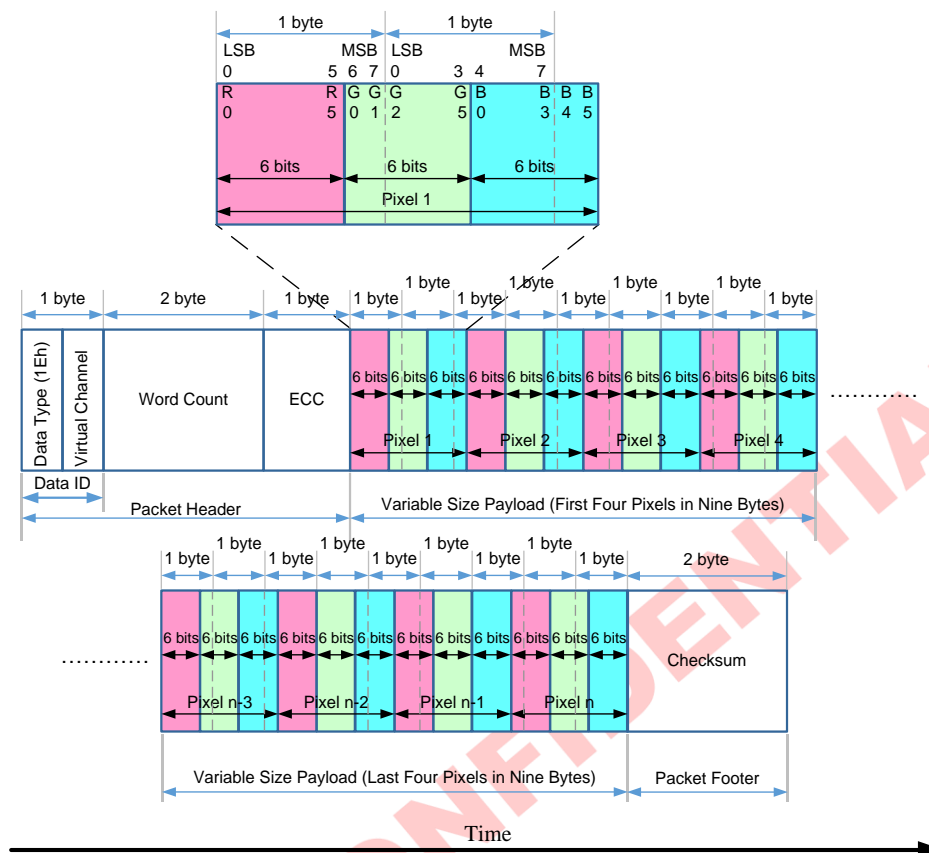 1 byte 1 byte
LSB MSB LSB MSB
0 5 6 7 0 3 4 7
R R G G G G B B B B
0 5 0 1 2 5 0 3 4 5
6 bits 6 bits 6 bits
Pixel 1
1 byte 1 byte 1 byte 1 byte
1 byte 2 byte 1 byte 1 byte 1 byte 1 byte 1 byte 1 byte
Data Type (1Eh)
Virtual Channel
Word Count
ECC
6 bits 6 bits 6 bits 6 bits 6 bits 6 bits 6 bits 6 bits 6 bits 6 bits 6 bits 6 bits
Pixel 1 Pixel 2 Pixel 3 Pixel 4
Data ID
Packet Header
Variable Size Payload (First Four Pixels in Nine Bytes)
1 byte 1 byte 1 byte 1 byte
1 byte 1 byte 1 byte 1 byte 1 byte 2 byte
6 bits 6 bits 6 bits 6 bits 6 bits 6 bits 6 bits 6 bits 6 bits 6 bits 6 bits 6 bits
Checksum
Pixel n-3 Pixel n-2 Pixel n-1 Pixel n
Variable Size Payload (Last Four Pixels in Nine Bytes)
Packet Footer
Time